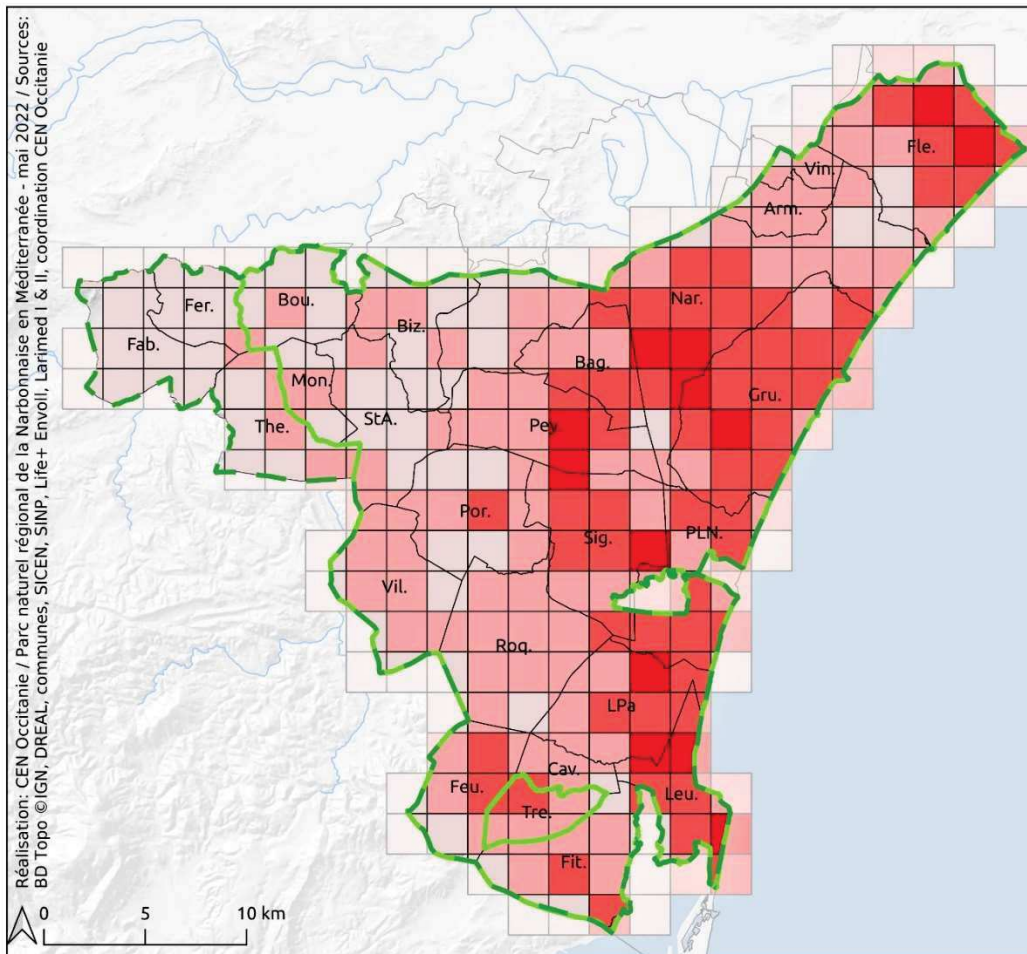 Réalisation: CEN Occitanie / Parc naturel régional de la Narbonnaise en Méditerranée - mai 2022 / Sources:
BD Topo ©IGN, DREAL, communes, SICEN, SINP, Life+ Envoll, Larimed I & II, coordination CEN Occitanie
Fle.
Vin.
Arm.
Fer.
Bou.
Nar.
Biz.
Fab.
Bag.
Mon.
Gru.
The.
StA.
Pey
Por.
Sig.
PLN.
Vil.
Roq.
LPa
Cav.
Feu.
Leu.
Tre.
Fit.
0 5 10 km